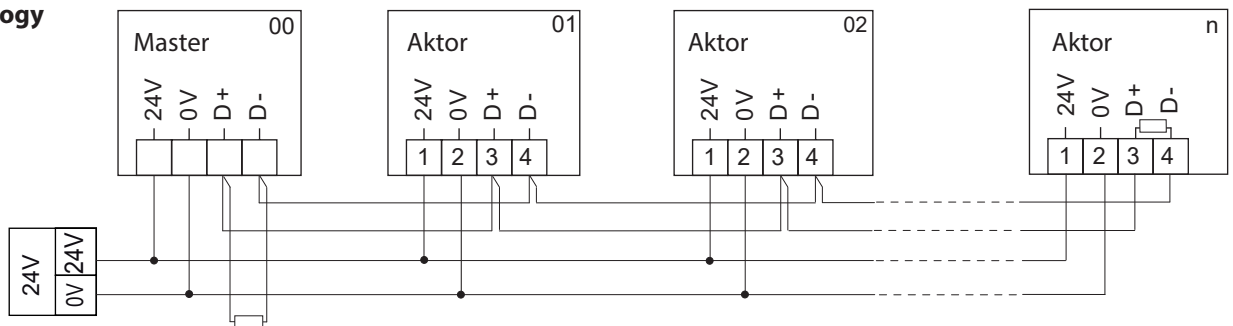 ogy
Master 00
Aktor 01
Aktor 02
Aktor n
24V 0V D+ D-
24V 0V D+ D-
24V 0V D+ D-
24V 0V D+ D-
1 2 3 4
1 2 3 4
1 2 3 4
24V 24V
0V